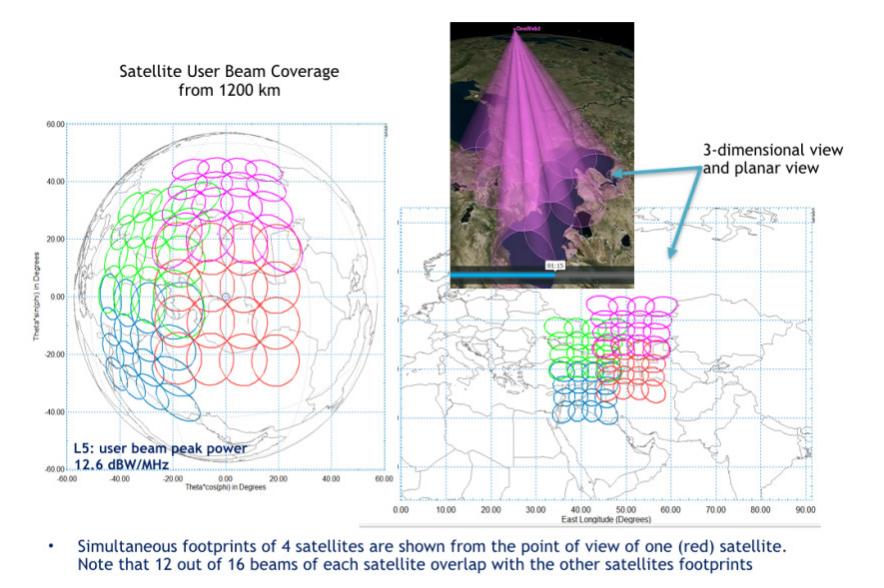 OneWeb1
Satellite User Beam Coverage
from 1200 km
3-dimensional view
and planar view
01:15
60.00
40.00
20.00
0.00
-20.00
-40.00
-60.00
Theta*sin(phi) in Degrees
L5: user beam peak power
12.6 dBW/MHz
-60.00 -40.00 -20.00 0.00 20.00 40.00 60.00
Theta*cos(phi) in Degrees
0.00 10.00 20.00 30.00 40.00 50.00 60.00 70.00 80.00 90.00
East Longitude (Degrees)
• Simultaneous footprints of 4 satellites are shown from the point of view of one (red) satellite.
Note that 12 out of 16 beams of each satellite overlap with the other satellites footprints